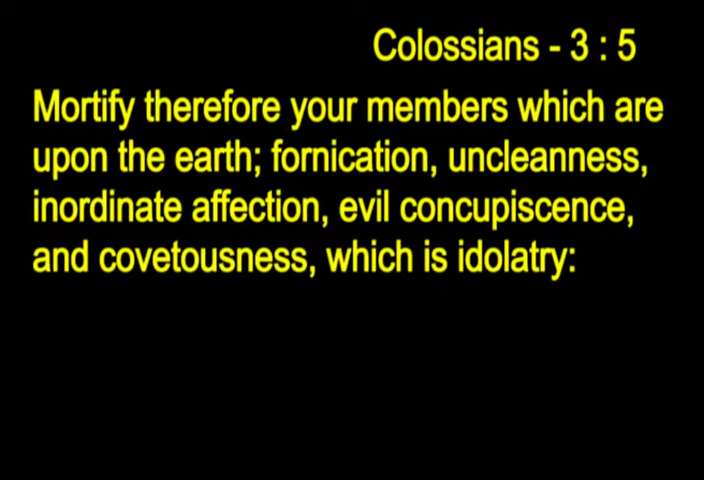 Colossians - 3 : 5
Mortify therefore your members which are
upon the earth; fornication, uncleanness,
inordinate affection, evil concupiscence,
and covetousness, which is idolatry: